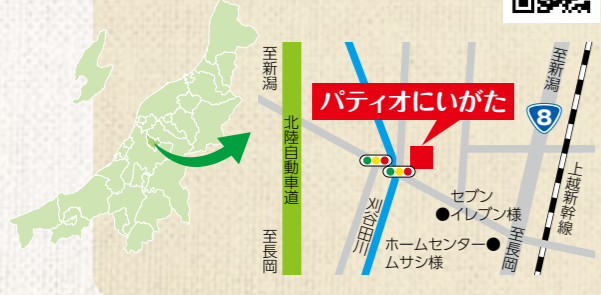 至新潟
北陸自動車道
至長岡
パティオにいがた
刈谷田川
セブン
●イレブン様
ホームセンター●
ムサシ様
至新潟
8
至長岡
上越新幹線